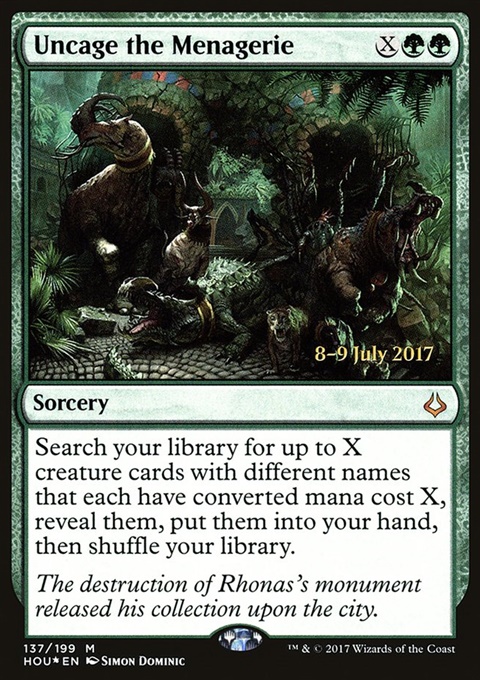 Uncage the Menagerie X
8–9 July 2017
Sorcery
Search your library for up to X
creature cards with different names
that each have converted mana cost X,
reveal them, put them into your hand,
then shuffle your library.
The destruction of Rhonas's monument
released his collection upon the city.
137/199 M
HOU★EN Simon Dominic
™ & © 2017 Wizards of the Coast